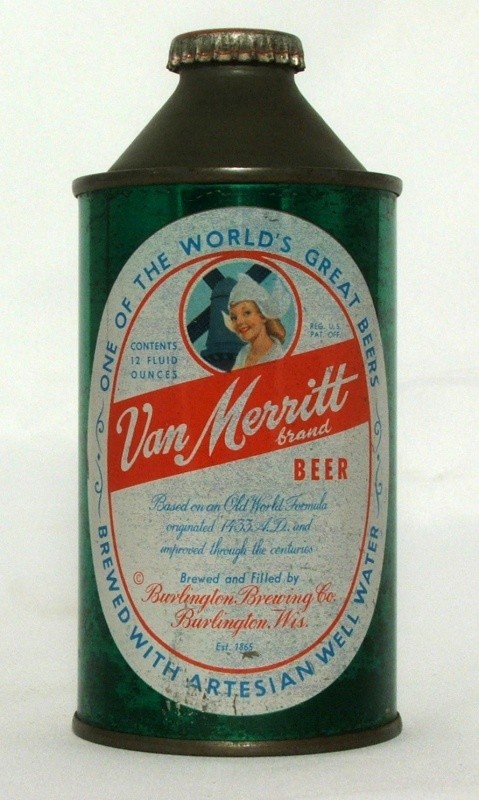 ONE OF THE WORLD'S GREAT BEERS
CONTENTS
12 FLUID
OUNCES
REG. U.S.
PAT. OFF.
Van Merritt
brand
BEER
Based on an Old World Formula
originated 1433 A.D. and
improved through the centuries
Brewed and Filled by
© Burlington Brewing Co.
Burlington, Wis.
Est. 1865
BREWED WITH ARTESIAN WELL WATER